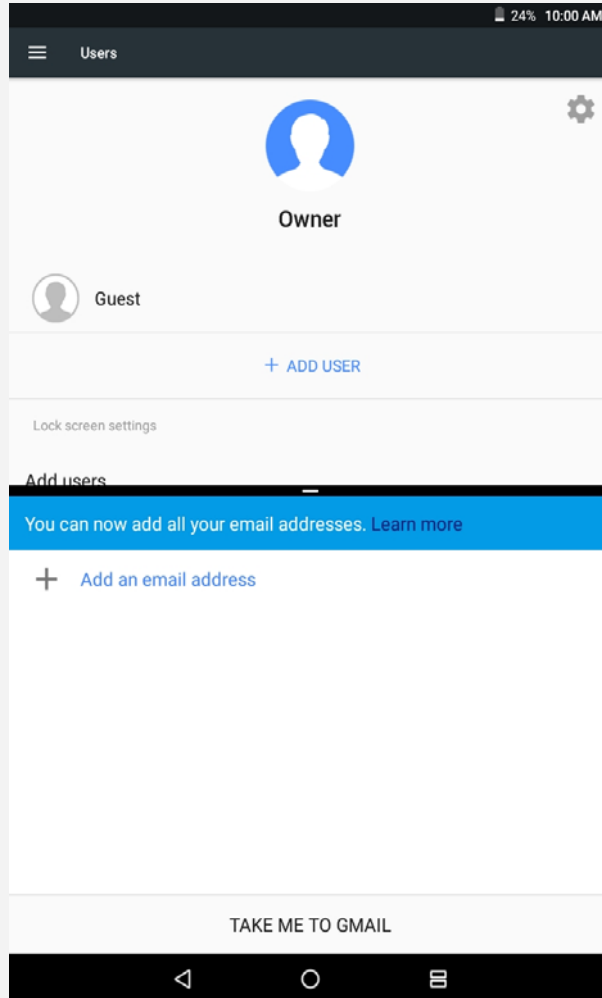 24% 10:00 AM
Users
Owner
Guest
+ ADD USER
Lock screen settings
Add users
You can now add all your email addresses. Learn more
+ Add an email address
TAKE ME TO GMAIL